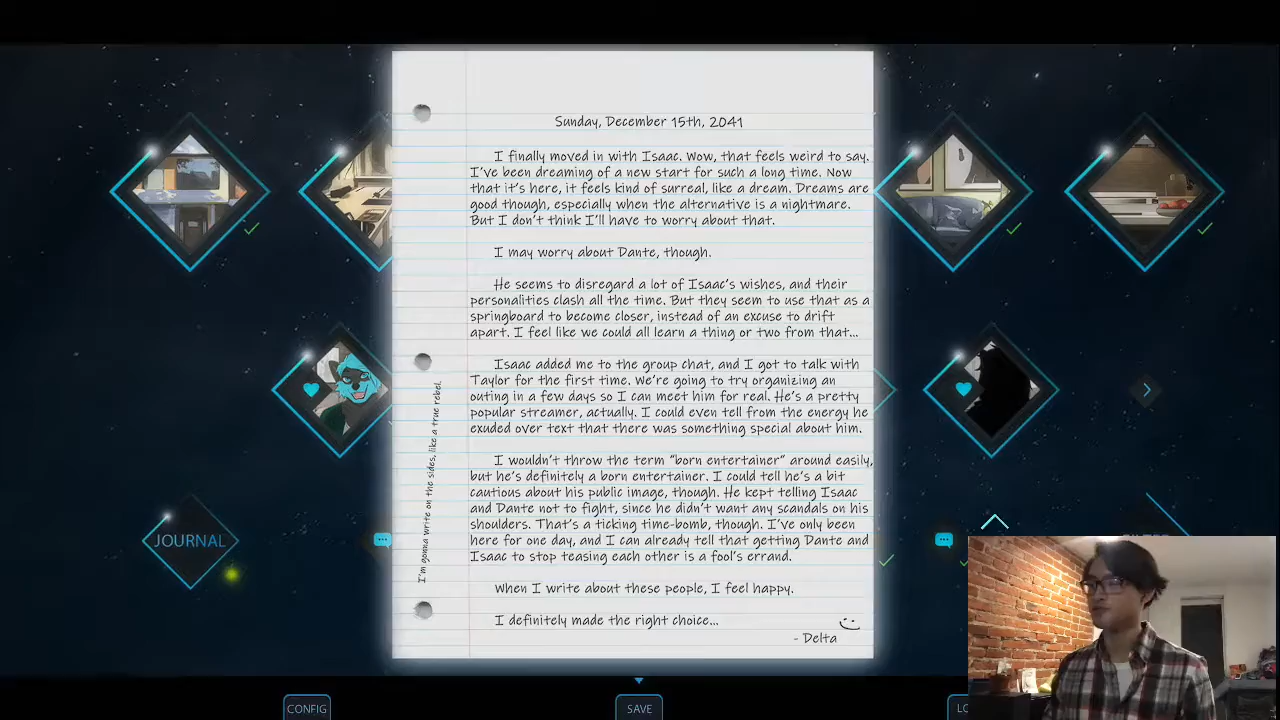 Sunday, December 15th, 2041
I finally moved in with Isaac. Wow, that feels weird to say.
I've been dreaming of a new start for such a long time. Now
that it's here, it feels kind of surreal, like a dream. Dreams are
good though, especially when the alternative is a nightmare.
But I don't think I'll have to worry about that.
I may worry about Dante, though.
He seems to disregard a lot of Isaac's wishes, and their
personalities clash all the time. But they seem to use that as a
springboard to become closer, instead of an excuse to drift
apart. I feel like we could all learn a thing or two from that...
Isaac added me to the group chat, and I got to talk with
Taylor for the first time. We're going to try organizing an
outing in a few days so I can meet him for real. He's a pretty
popular streamer, actually. I could even tell from the energy he
exuded over text that there was something special about him.
I wouldn't throw the term "born entertainer" around easily,
but he's definitely a born entertainer. I could tell he's a bit
cautious about his public image, though. He kept telling Isaac
and Dante not to fight, since he didn't want any scandals on his
shoulders. That's a ticking time-bomb, though. I've only been
here for one day, and I can already tell that getting Dante and
Isaac to stop teasing each other is a fool's errand.
When I write about these people, I feel happy.
I definitely made the right choice...
- Delta
I'm gonna write on the sides, like a true rebel.
JOURNAL
CONFIG
SAVE